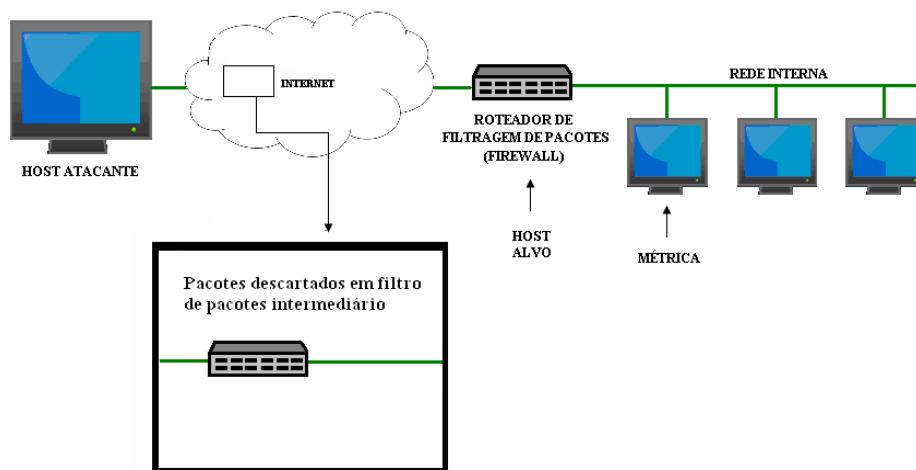 INTERNET
REDE INTERNA
HOST ATACANTE
ROTEADOR DE
FILTRAGEM DE PACOTES
(FIREWALL)
HOST
ALVO
MÉTRICA
Pacotes descartados em filtro
de pacotes intermediário